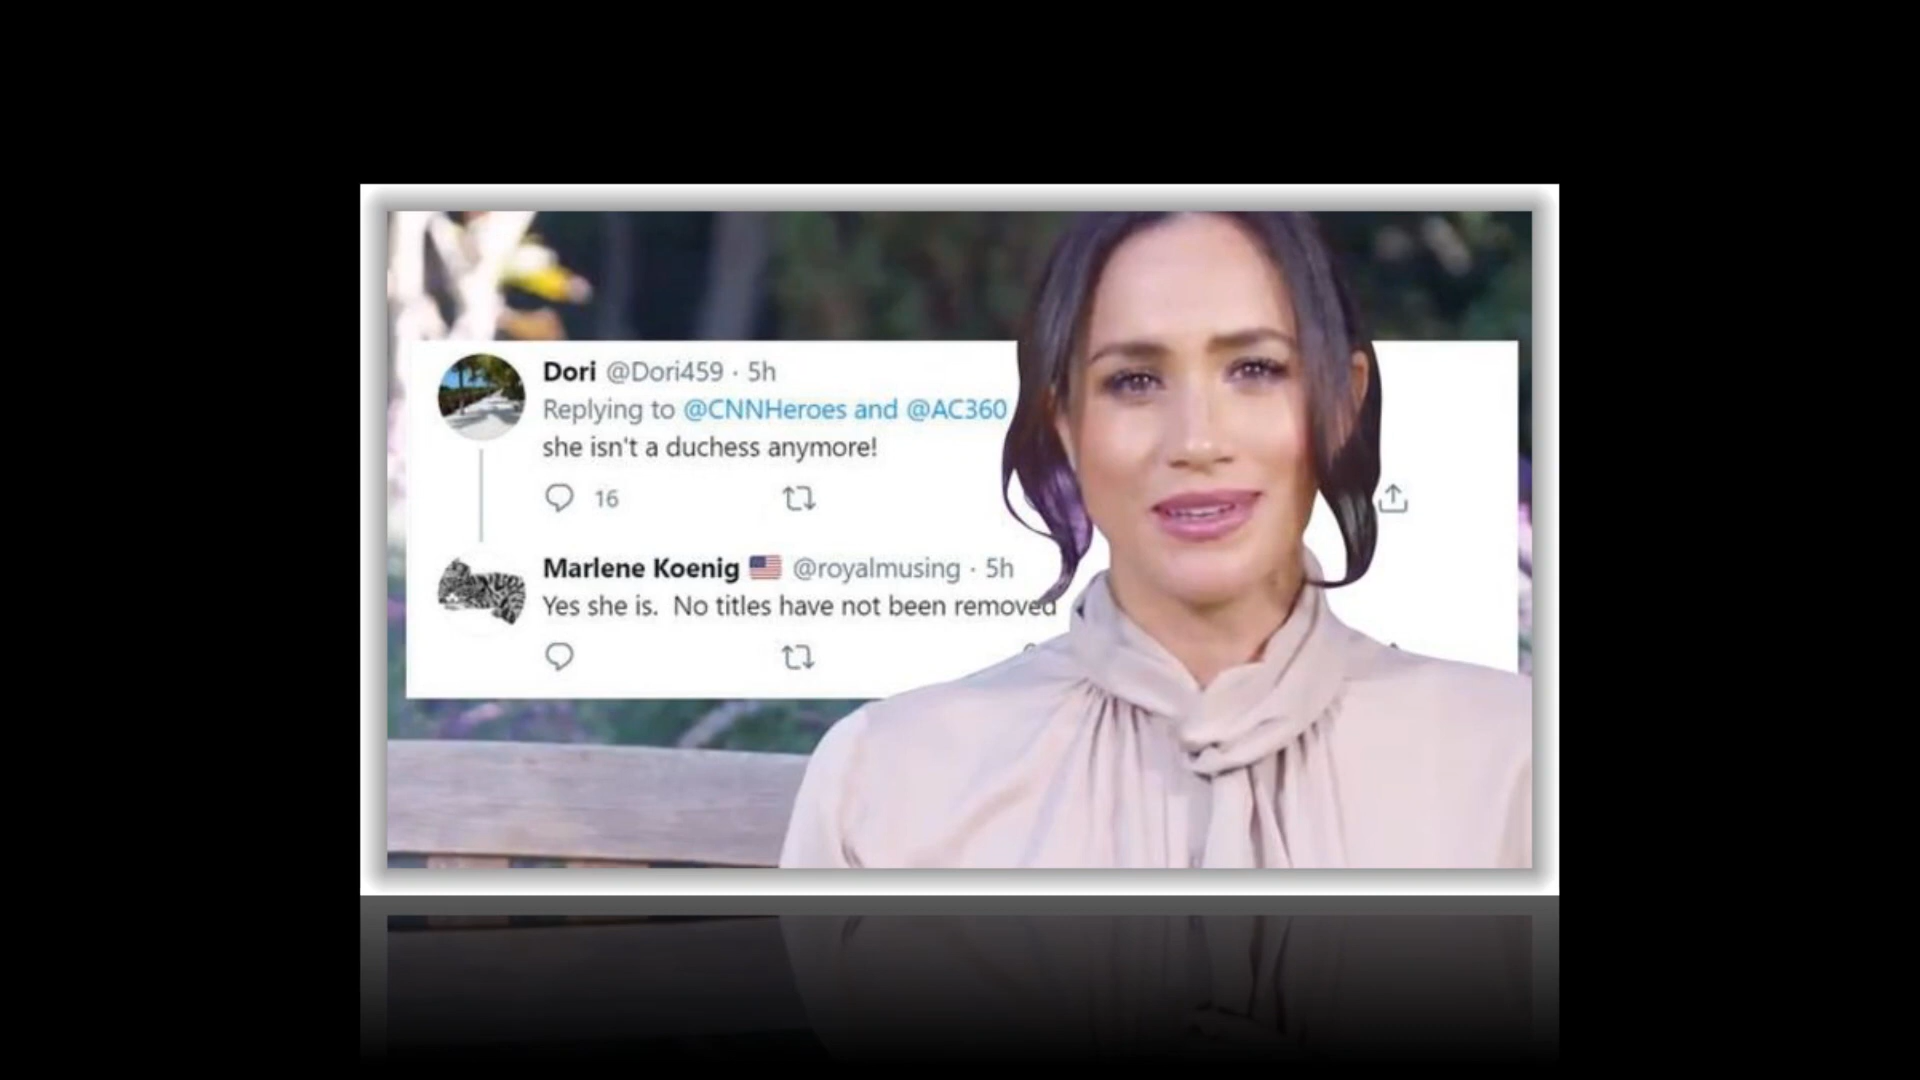 Dori @Dori459 · 5h
Replying to @CNNHeroes and @AC360
she isn't a duchess anymore!
16
Marlene Koenig 🇺🇸 @royalmusing · 5h
Yes she is. No titles have not been removed